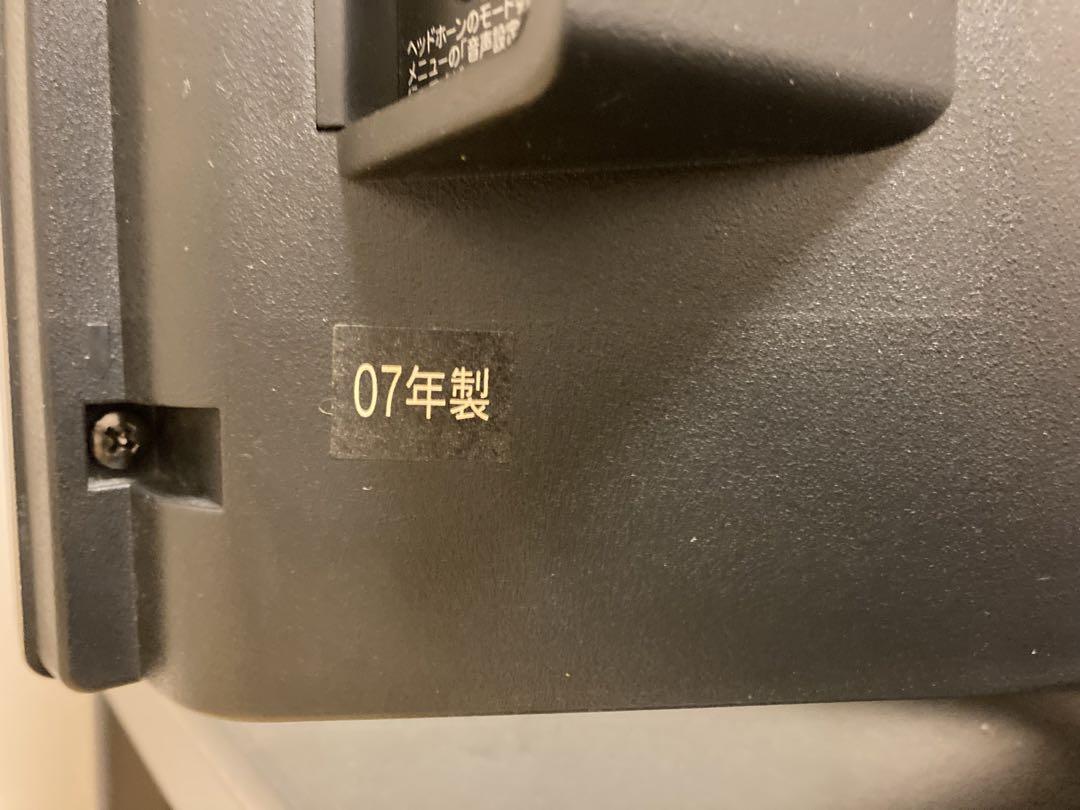 ヘッドホーンのモード
メニューの「音声設定
07年製